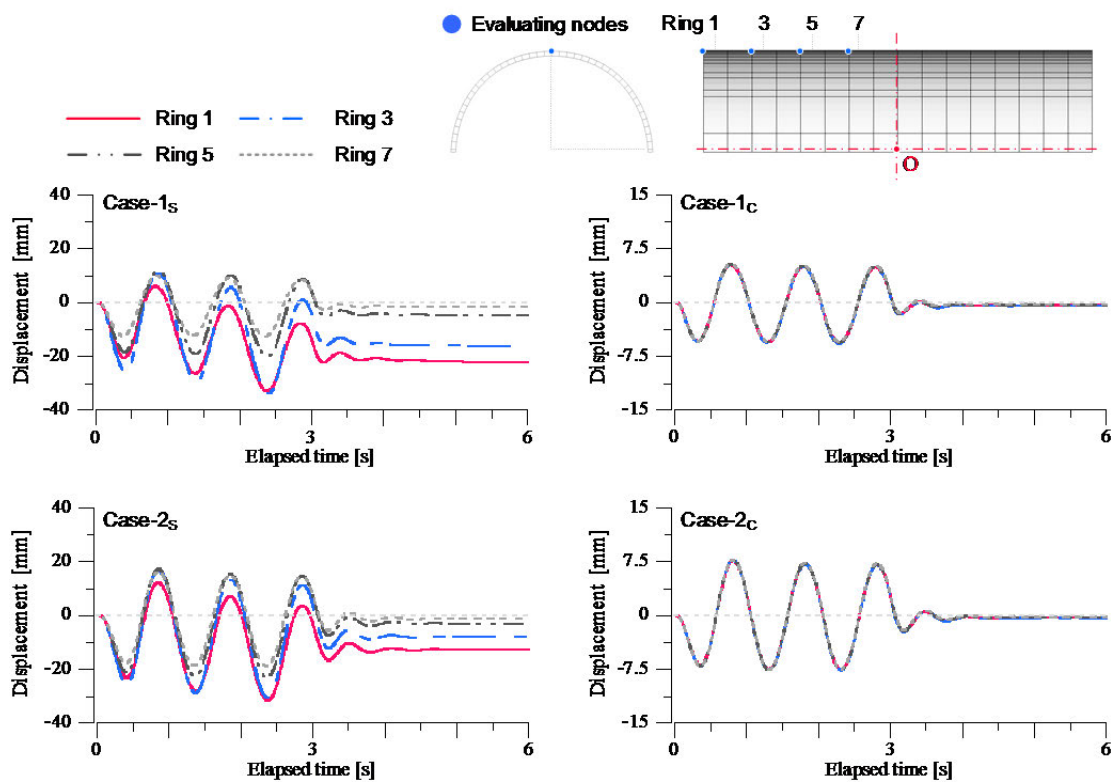 Evaluating nodes
Ring 1 3 5 7
O
Ring 1 Ring 3
Ring 5 Ring 7
Case-1S
Displacement [mm]
40
20
0
-20
-40
0 3 6
Elapsed time [s]
Case-1C
Displacement [mm]
15
7.5
0
-7.5
-15
0 3 6
Elapsed time [s]
Case-2S
Displacement [mm]
40
20
0
-20
-40
0 3 6
Elapsed time [s]
Case-2C
Displacement [mm]
15
7.5
0
-7.5
-15
0 3 6
Elapsed time [s]